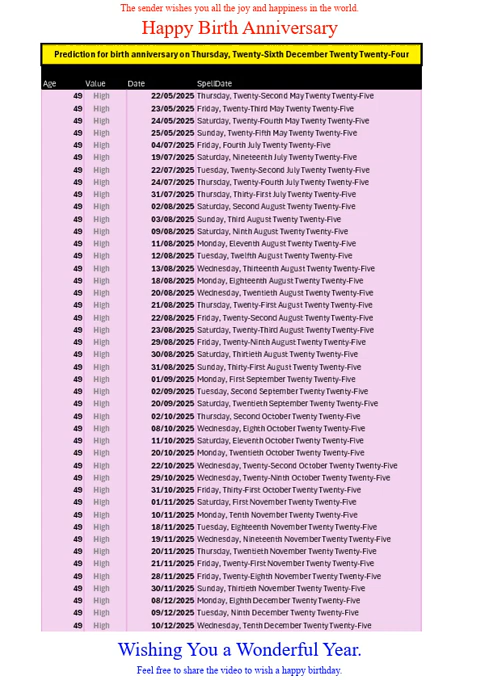 The sender wishes you all the joy and happiness in the world.
Happy Birth Anniversary
Prediction for birth anniversary on Thursday, Twenty-Sixth December Twenty Twenty-Four
Age Value Date SpellDate
49 High 22/05/2025 Thursday, Twenty-Second May Twenty Twenty-Five
49 High 23/05/2025 Friday, Twenty-Third May Twenty Twenty-Five
49 High 24/05/2025 Saturday, Twenty-Fourth May Twenty Twenty-Five
49 High 25/05/2025 Sunday, Twenty-Fifth May Twenty Twenty-Five
49 High 04/07/2025 Friday, Fourth July Twenty Twenty-Five
49 High 19/07/2025 Saturday, Nineteenth July Twenty Twenty-Five
49 High 22/07/2025 Tuesday, Twenty-Second July Twenty Twenty-Five
49 High 24/07/2025 Thursday, Twenty-Fourth July Twenty Twenty-Five
49 High 31/07/2025 Thursday, Thirty-First July Twenty Twenty-Five
49 High 02/08/2025 Saturday, Second August Twenty Twenty-Five
49 High 03/08/2025 Sunday, Third August Twenty Twenty-Five
49 High 09/08/2025 Saturday, Ninth August Twenty Twenty-Five
49 High 11/08/2025 Monday, Eleventh August Twenty Twenty-Five
49 High 12/08/2025 Tuesday, Twelfth August Twenty Twenty-Five
49 High 13/08/2025 Wednesday, Thirteenth August Twenty Twenty-Five
49 High 18/08/2025 Monday, Eighteenth August Twenty Twenty-Five
49 High 20/08/2025 Wednesday, Twentieth August Twenty Twenty-Five
49 High 21/08/2025 Thursday, Twenty-First August Twenty Twenty-Five
49 High 22/08/2025 Friday, Twenty-Second August Twenty Twenty-Five
49 High 23/08/2025 Saturday, Twenty-Third August Twenty Twenty-Five
49 High 29/08/2025 Friday, Twenty-Ninth August Twenty Twenty-Five
49 High 30/08/2025 Saturday, Thirtieth August Twenty Twenty-Five
49 High 31/08/2025 Sunday, Thirty-First August Twenty Twenty-Five
49 High 01/09/2025 Monday, First September Twenty Twenty-Five
49 High 02/09/2025 Tuesday, Second September Twenty Twenty-Five
49 High 20/09/2025 Saturday, Twentieth September Twenty Twenty-Five
49 High 02/10/2025 Thursday, Second October Twenty Twenty-Five
49 High 08/10/2025 Wednesday, Eighth October Twenty Twenty-Five
49 High 11/10/2025 Saturday, Eleventh October Twenty Twenty-Five
49 High 20/10/2025 Monday, Twentieth October Twenty Twenty-Five
49 High 22/10/2025 Wednesday, Twenty-Second October Twenty Twenty-Five
49 High 29/10/2025 Wednesday, Twenty-Ninth October Twenty Twenty-Five
49 High 31/10/2025 Friday, Thirty-First October Twenty Twenty-Five
49 High 01/11/2025 Saturday, First November Twenty Twenty-Five
49 High 10/11/2025 Monday, Tenth November Twenty Twenty-Five
49 High 18/11/2025 Tuesday, Eighteenth November Twenty Twenty-Five
49 High 19/11/2025 Wednesday, Nineteenth November Twenty Twenty-Five
49 High 20/11/2025 Thursday, Twentieth November Twenty Twenty-Five
49 High 21/11/2025 Friday, Twenty-First November Twenty Twenty-Five
49 High 28/11/2025 Friday, Twenty-Eighth November Twenty Twenty-Five
49 High 30/11/2025 Sunday, Thirtieth November Twenty Twenty-Five
49 High 08/12/2025 Monday, Eighth December Twenty Twenty-Five
49 High 09/12/2025 Tuesday, Ninth December Twenty Twenty-Five
49 High 10/12/2025 Wednesday, Tenth December Twenty Twenty-Five
Wishing You a Wonderful Year.
Feel free to share the video to wish a happy birthday.